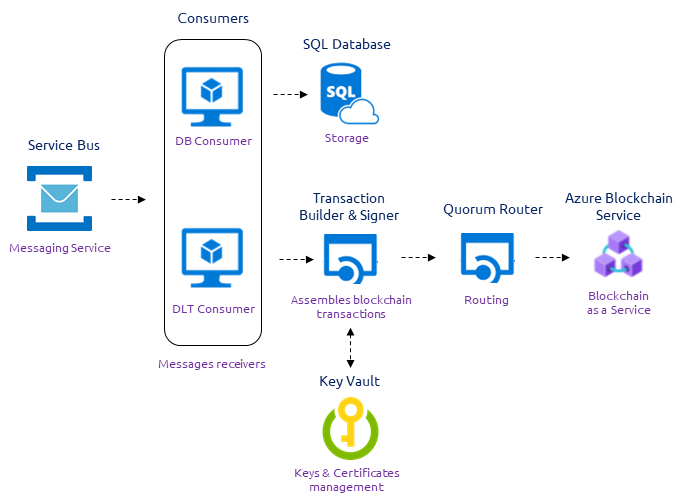 Consumers
SQL Database
SQL
DB Consumer
Storage
Service Bus
Messaging Service
Transaction
Builder & Signer
Quorum Router
Azure Blockchain
Service
DLT Consumer
Assembles blockchain
transactions
Routing
Blockchain
as a Service
Messages receivers
Key Vault
Keys & Certificates
management